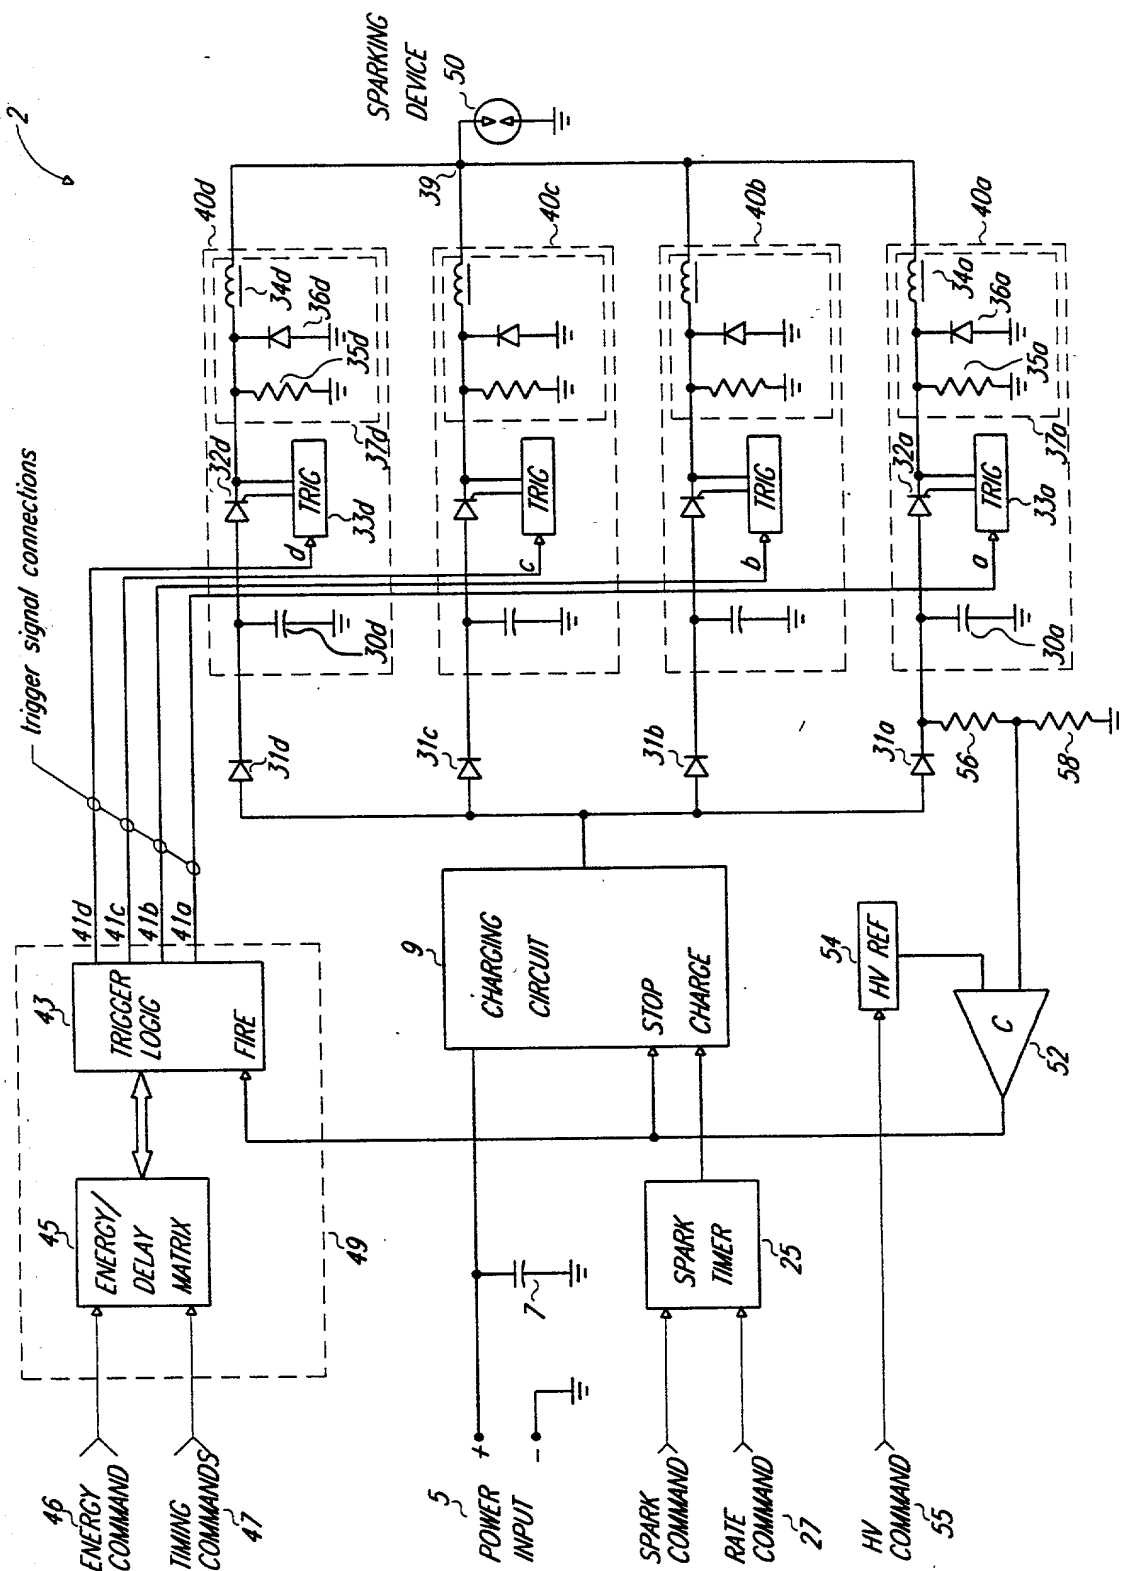 2
trigger signal connections
46
ENERGY
COMMAND
TIMING
COMMANDS
47
45
ENERGY/
DELAY
MATRIX
49
43
TRIGGER
LOGIC
FIRE
41d
41c
41b
41a
5
POWER
INPUT
+
-
7
9
CHARGING
CIRCUIT
STOP
CHARGE
SPARK
COMMAND
RATE
COMMAND
27
SPARK
TIMER
25
HV
COMMAND
55
54
HV REF
C
52
56
58
31d
31c
31b
31a
30d
d
32d
TRIG
33d
37d
35d
36d
34d
40d
c
TRIG
40c
b
TRIG
40b
30a
a
32a
TRIG
33a
37a
35a
36a
34a
40a
39
SPARKING
DEVICE
50